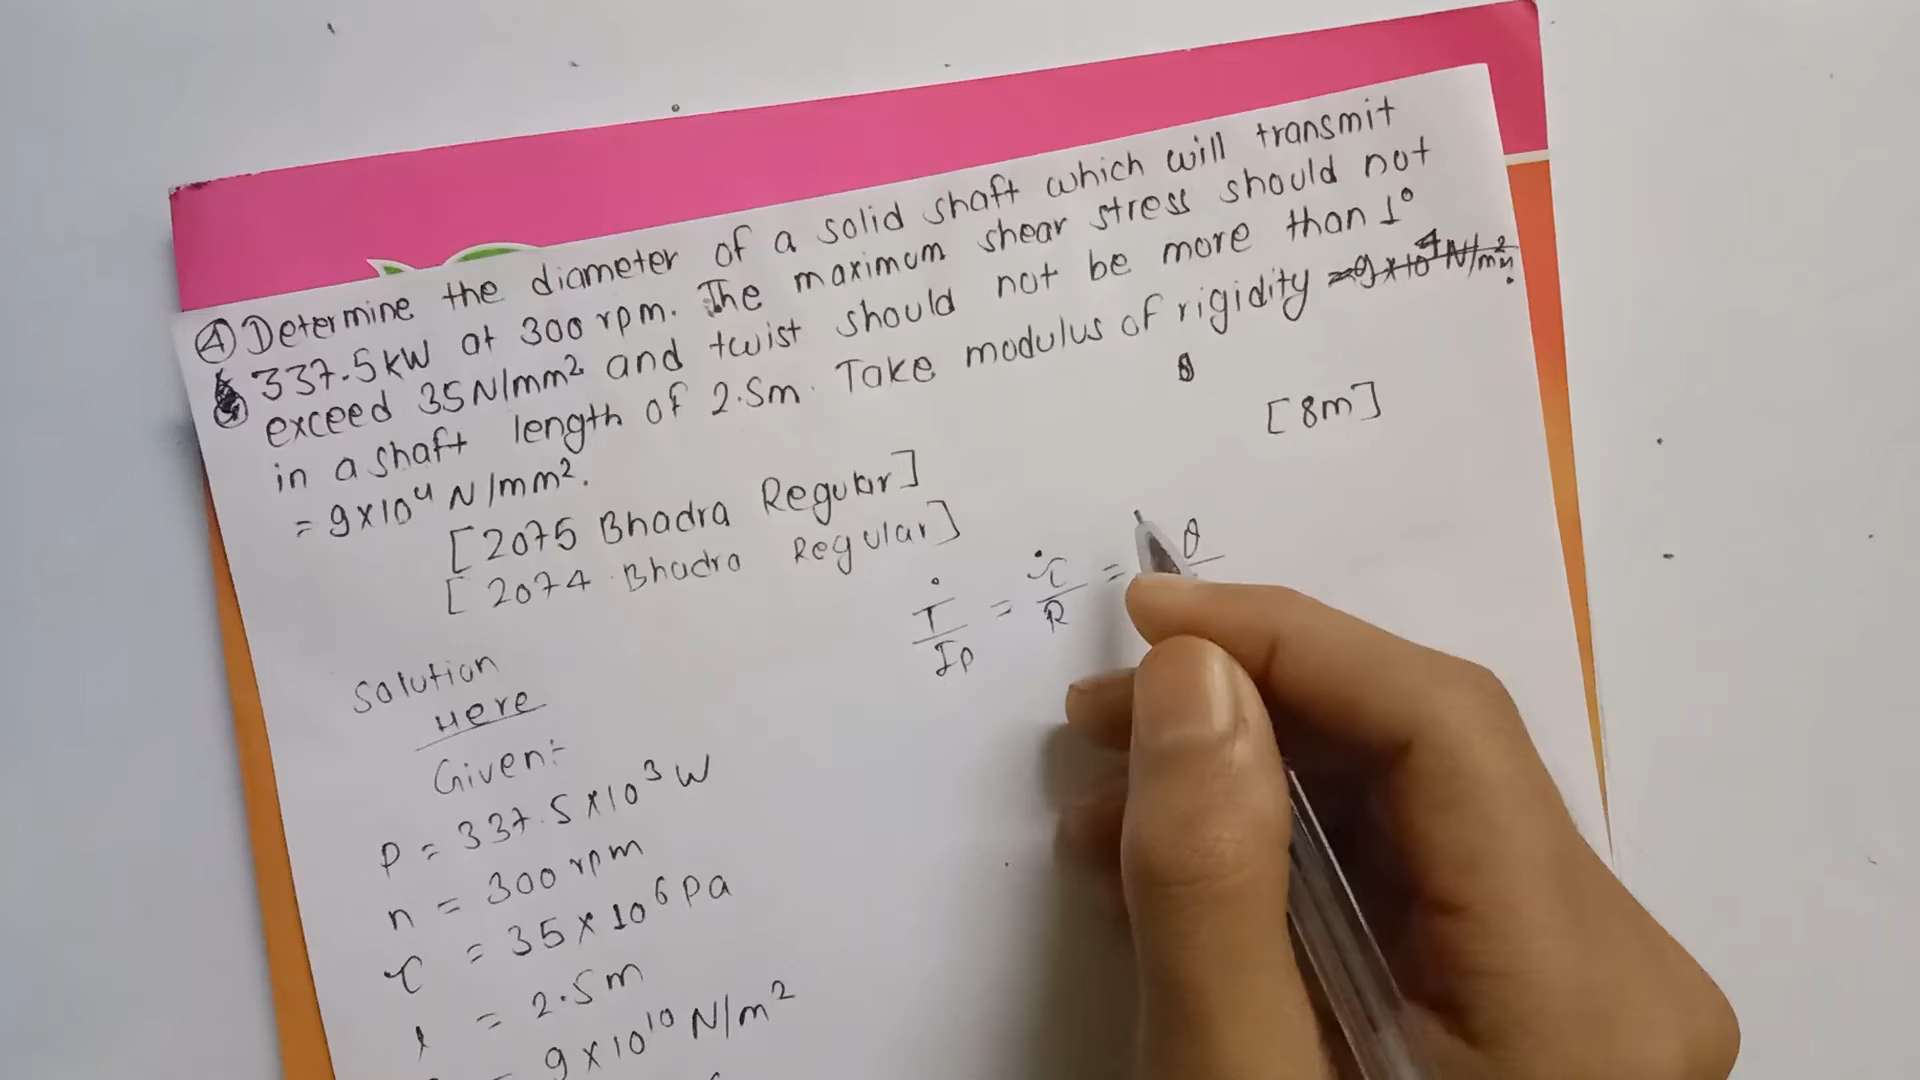 ④ Determine the diameter of a solid shaft which will transmit
337.5kW at 300 rpm. The maximum shear stress should not
exceed 35N/mm² and twist should not be more than 1°
in a shaft length of 2.5m. Take modulus of rigidity =9×10⁴N/mm².
= 9×10⁴ N/mm².
[8m]
[2075 Bhadra Regular]
[2074 Bhadra Regular]
T/Ip = τ/R = θ
Solution
Here
Given:-
P = 337.5×10³ W
n = 300 rpm
τ = 35×10⁶ Pa
l = 2.5m
= 9×10¹⁰ N/m²